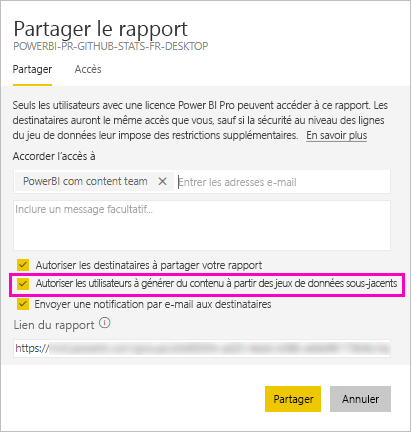 Partager le rapport
POWERBI-PR-GITHUB-STATS-FR-DESKTOP
Partager Accès
Seuls les utilisateurs avec une licence Power BI Pro peuvent accéder à ce rapport. Les
destinataires auront le même accès que vous, sauf si la sécurité au niveau des lignes
du jeu de données leur impose des restrictions supplémentaires. En savoir plus
Accorder l'accès à
PowerBI com content team × Entrer les adresses e-mail
Inclure un message facultatif...
Autoriser les destinataires à partager votre rapport
Autoriser les utilisateurs à générer du contenu à partir des jeux de données sous-jacents
Envoyer une notification par e-mail aux destinataires
Lien du rapport
https://
Partager Annuler